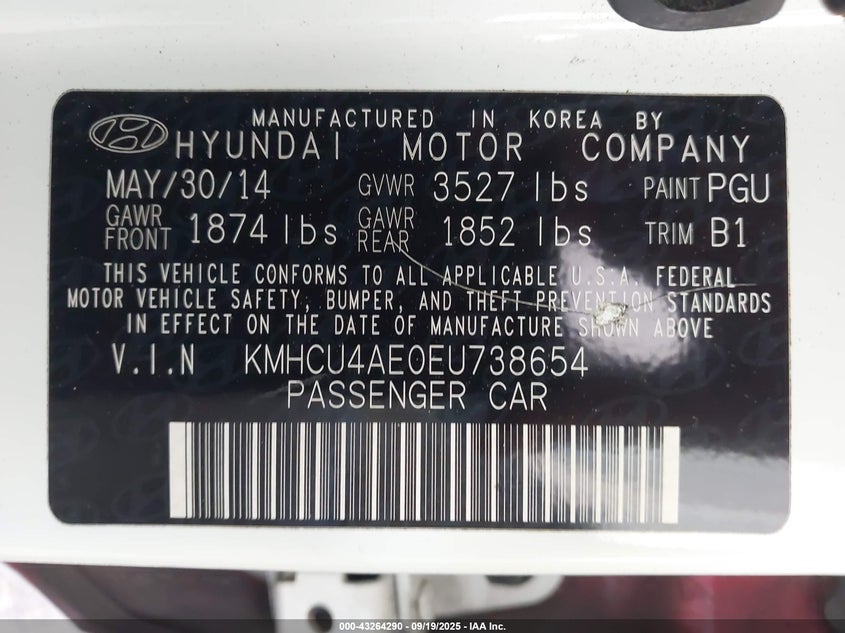 MANUFACTURED IN KOREA BY
HYUNDAI MOTOR COMPANY
MAY/30/14 GVWR 3527 lbs PAINT PGU
GAWR FRONT 1874 lbs GAWR REAR 1852 lbs TRIM B1
THIS VEHICLE CONFORMS TO ALL APPLICABLE U.S.A. FEDERAL
MOTOR VEHICLE SAFETY, BUMPER, AND THEFT PREVENTION STANDARDS
IN EFFECT ON THE DATE OF MANUFACTURE SHOWN ABOVE
V.I.N KMHCU4AE0EU738654
PASSENGER CAR
000-43264290 - 09/19/2025 - IAA Inc.